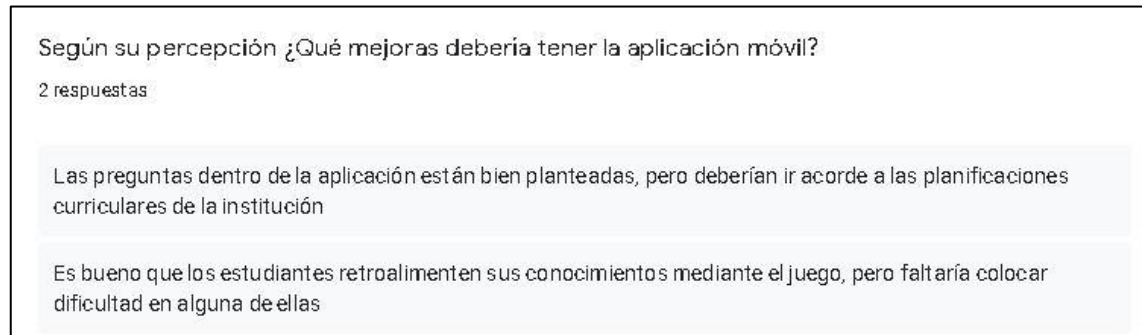 Según su percepción ¿Qué mejoras debería tener la aplicación móvil?
2 respuestas
Las preguntas dentro de la aplicación están bien planteadas, pero deberían ir acorde a las planificaciones
curriculares de la institución
Es bueno que los estudiantes retroalimenten sus conocimientos mediante el juego, pero faltaría colocar
dificultad en alguna de ellas